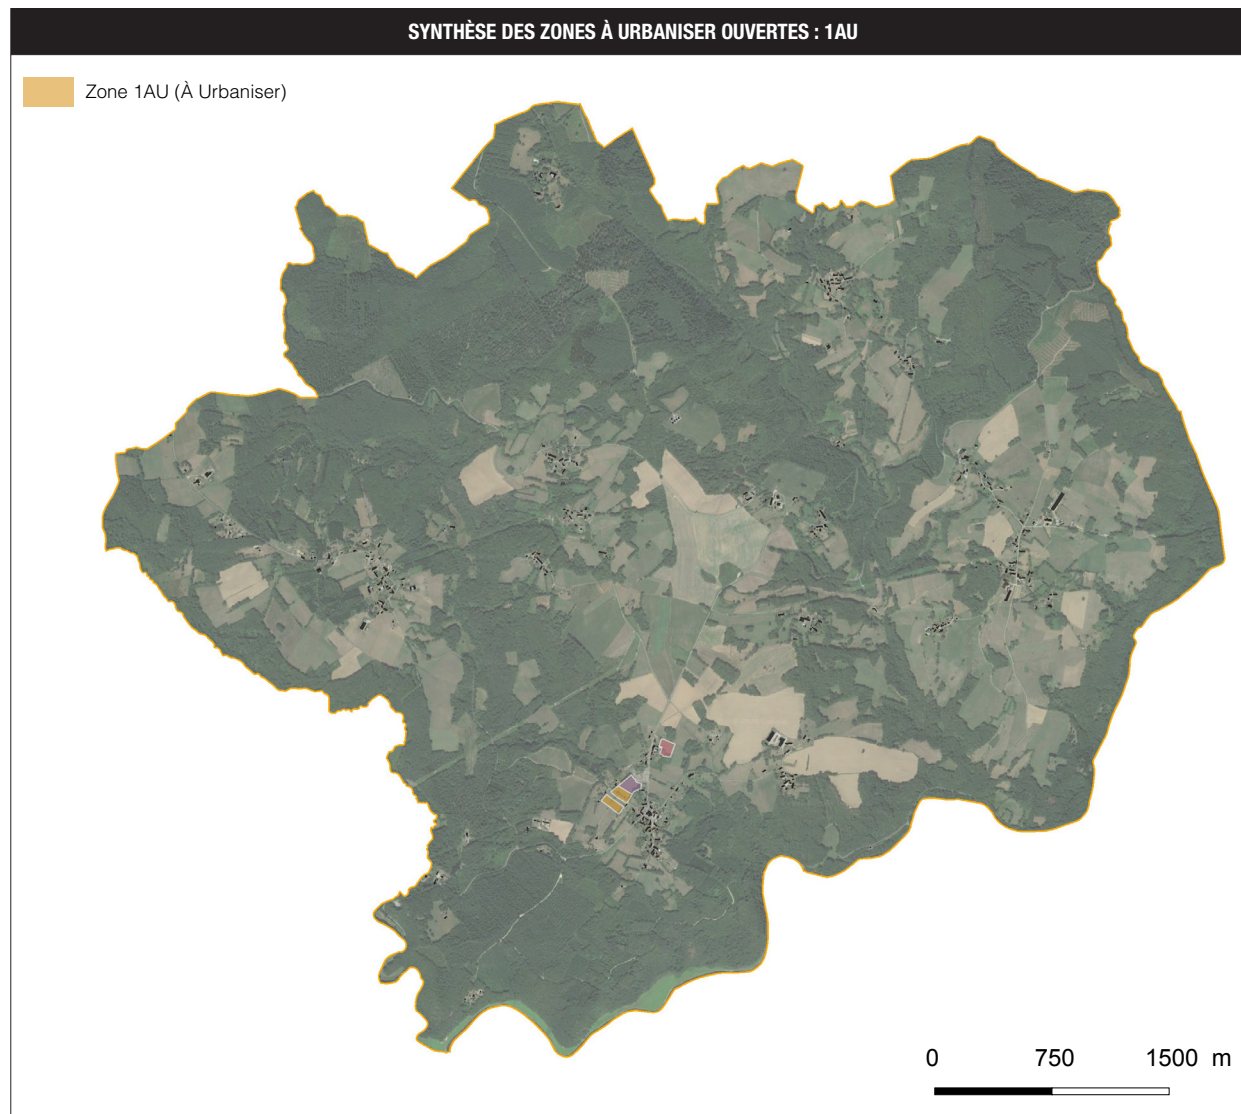 SYNTHÈSE DES ZONES À URBANISER OUVERTES : 1AU
Zone 1AU (À Urbaniser)
0 750 1500 m